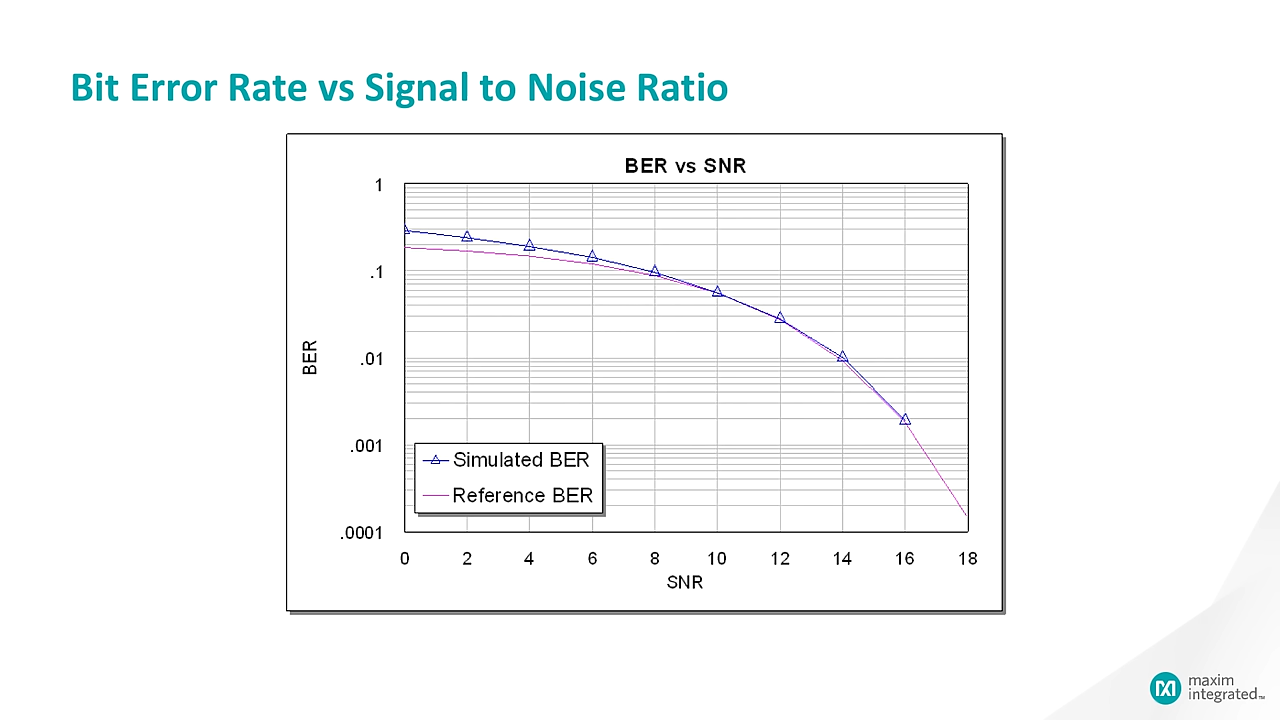 Bit Error Rate vs Signal to Noise Ratio
BER vs SNR
1
.1
.01
.001
.0001
BER
Simulated BER
Reference BER
0 2 4 6 8 10 12 14 16 18
SNR
maxim
integrated™